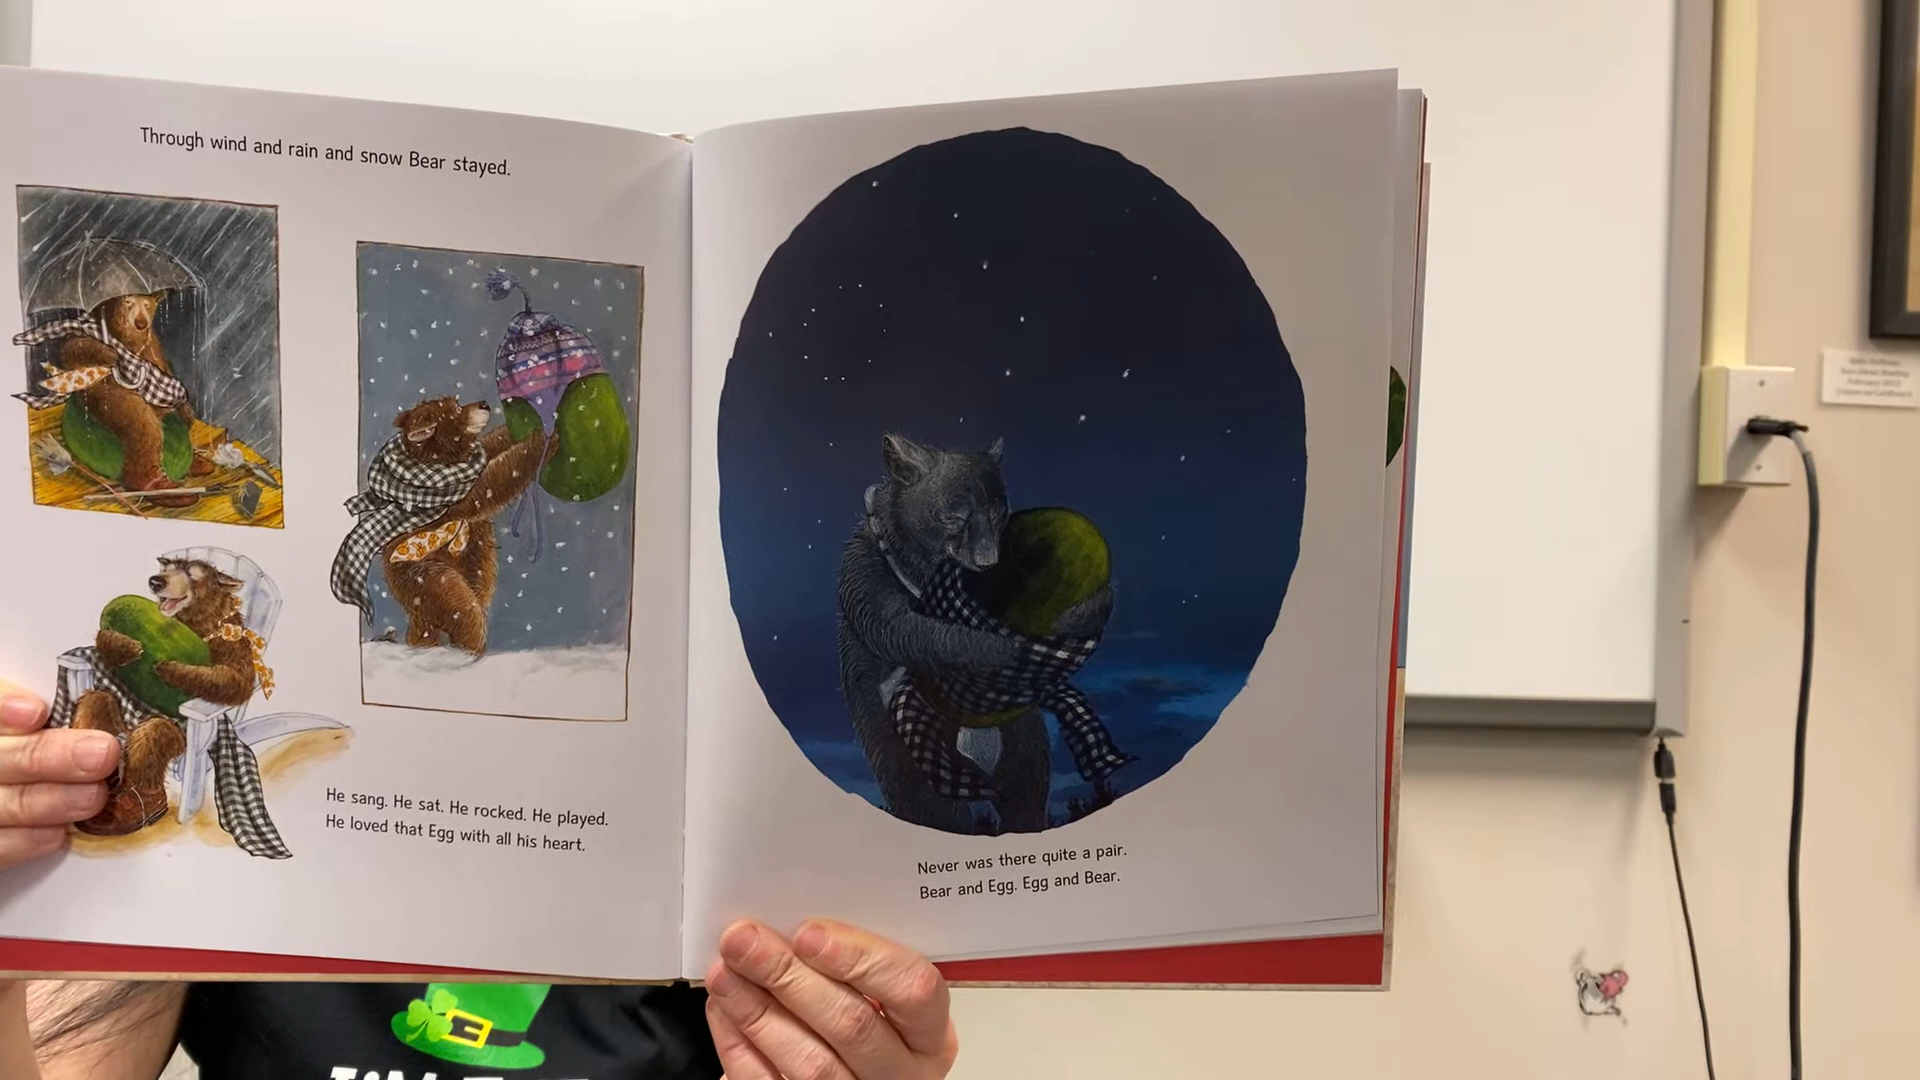 Through wind and rain and snow Bear stayed.
He sang. He sat. He rocked. He played.
He loved that Egg with all his heart.
Never was there quite a pair.
Bear and Egg. Egg and Bear.